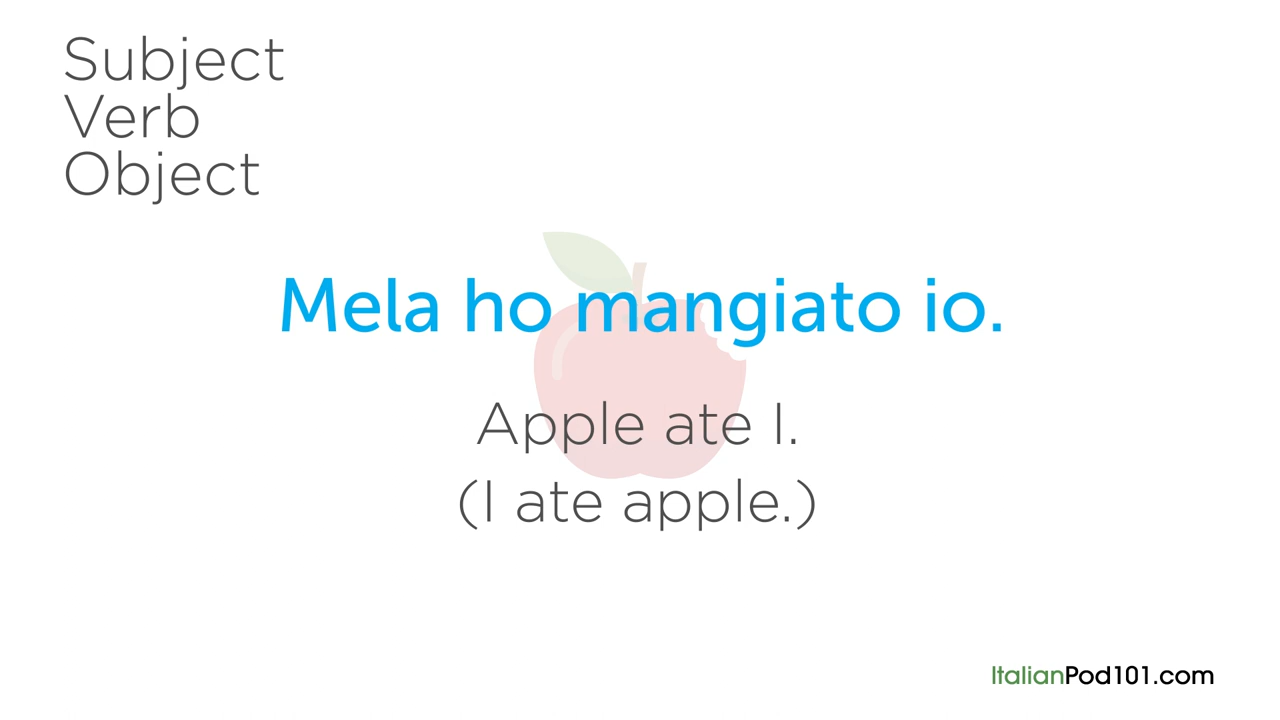 Subject
Verb
Object
Mela ho mangiato io.
Apple ate I.
(I ate apple.)
ItalianPod101.com